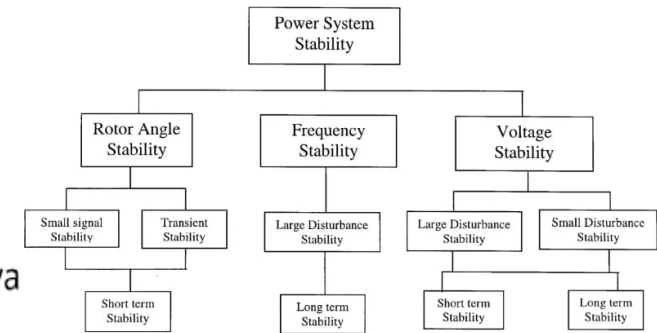 Power System
Stability
Rotor Angle
Stability
Frequency
Stability
Voltage
Stability
Small signal
Stability
Transient
Stability
Large Disturbance
Stability
Large Disturbance
Stability
Small Disturbance
Stability
Short term
Stability
Long term
Stability
Short term
Stability
Long term
Stability